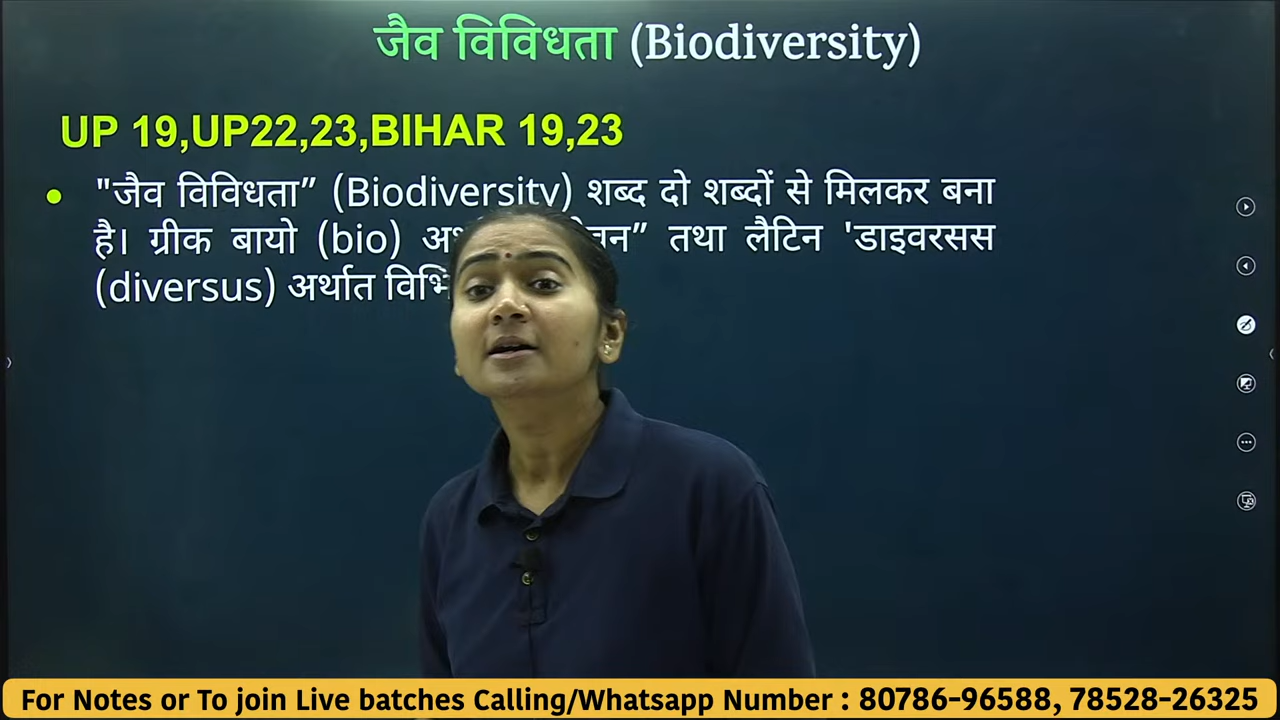 जैव विविधता (Biodiversity)
UP 19,UP22,23,BIHAR 19,23
"जैव विविधता” (Biodiversity) शब्द दो शब्दों से मिलकर बना
है। ग्रीक बायो (bio) तथा लैटिन 'डाइवरसस
(diversus) अर्थात
For Notes or To join Live batches Calling/Whatsapp Number : 80786-96588, 78528-26325